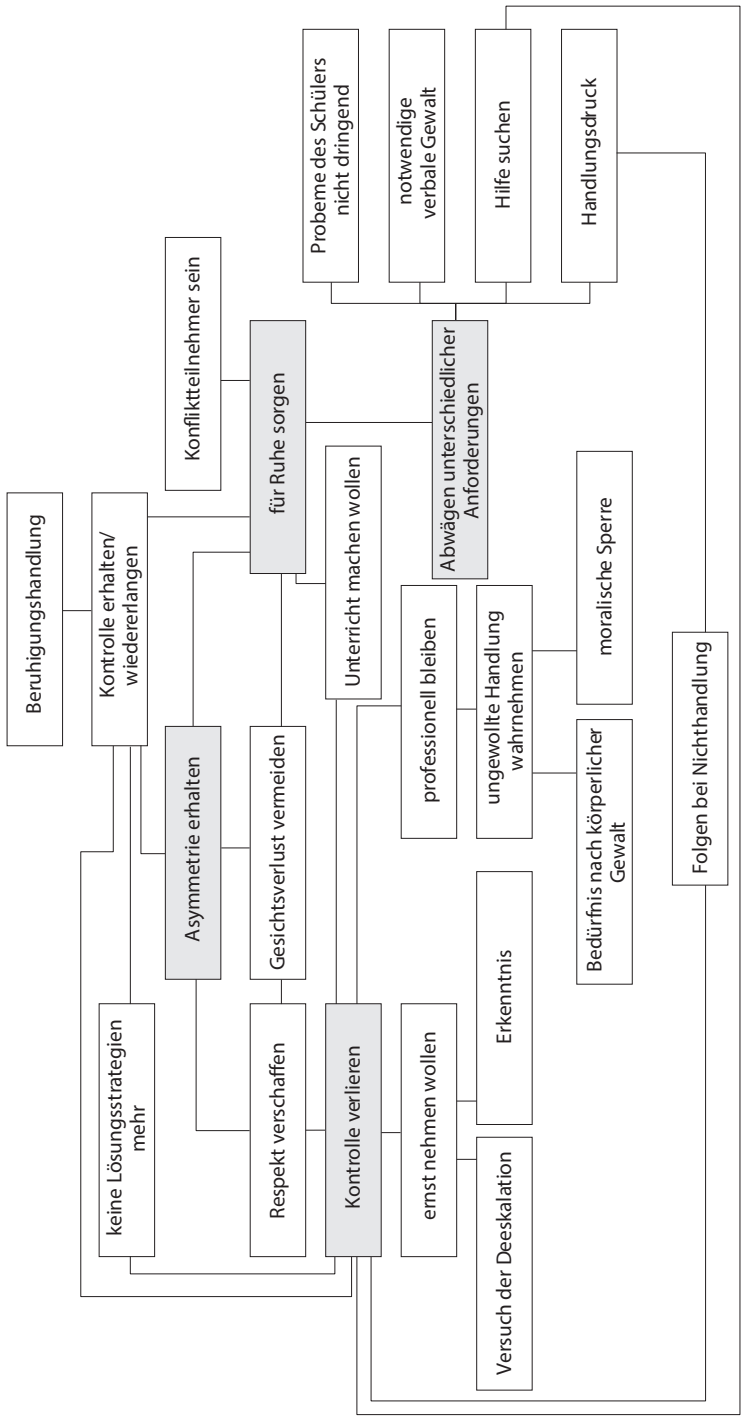 Beruhigungshandlung
keine Lösungsstrategien
mehr
Kontrolle erhalten/
wiedererlangen
Asymmetrie erhalten
Konfliktteilnehmer sein
Respekt verschaffen
Gesichtsverlust vermeiden
für Ruhe sorgen
Kontrolle verlieren
Unterricht machen wollen
Probeme des Schülers
nicht dringend
ernst nehmen wollen
professionell bleiben
Abwägen unterschiedlicher
Anforderungen
notwendige
verbale Gewalt
Versuch der Deeskalation
Erkenntnis
ungewollte Handlung
wahrnehmen
Hilfe suchen
Bedürfnis nach körperlicher
Gewalt
moralische Sperre
Handlungsdruck
Folgen bei Nichthandlung